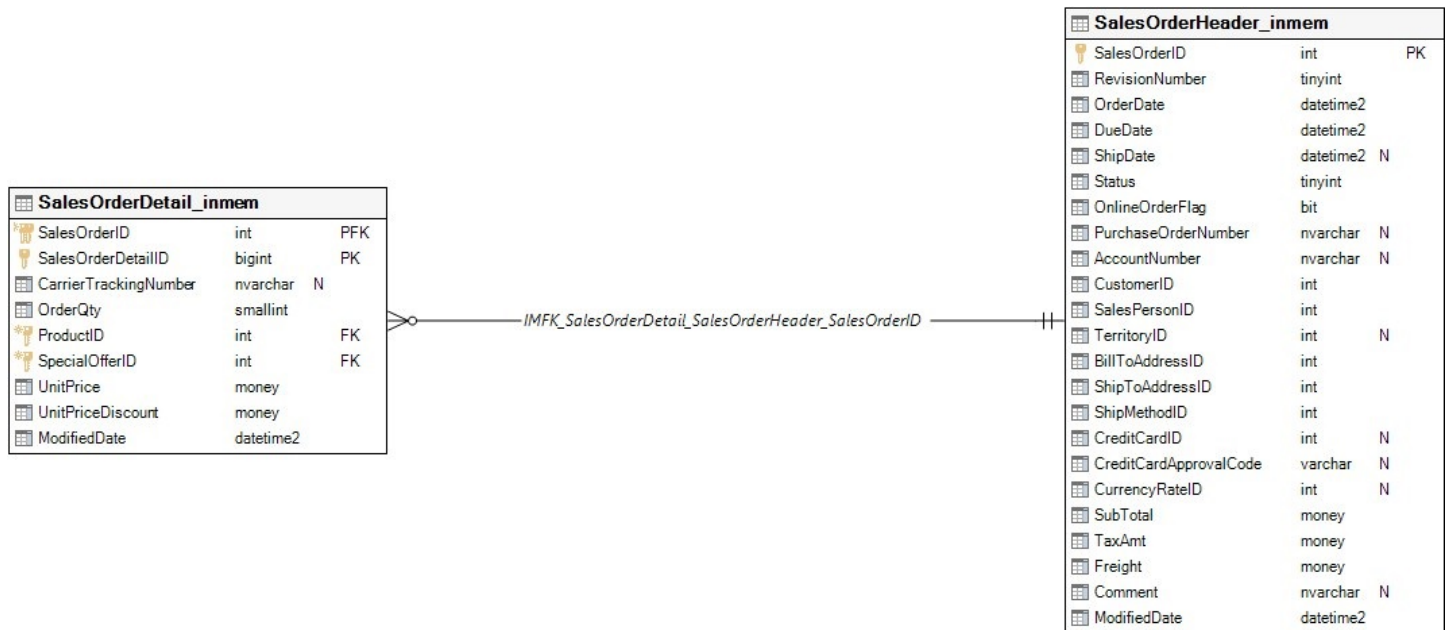 SalesOrderDetail_inmem
SalesOrderID int PFK
SalesOrderDetailID bigint PK
CarrierTrackingNumber nvarchar N
OrderQty smallint
ProductID int FK
SpecialOfferID int FK
UnitPrice money
UnitPriceDiscount money
ModifiedDate datetime2
IMFK_SalesOrderDetail_SalesOrderHeader_SalesOrderID
SalesOrderHeader_inmem
SalesOrderID int PK
RevisionNumber tinyint
OrderDate datetime2
DueDate datetime2
ShipDate datetime2 N
Status tinyint
OnlineOrderFlag bit
PurchaseOrderNumber nvarchar N
AccountNumber nvarchar N
CustomerID int
SalesPersonID int
TerritoryID int N
BillToAddressID int
ShipToAddressID int
ShipMethodID int
CreditCardID int N
CreditCardApprovalCode varchar N
CurrencyRateID int N
SubTotal money
TaxAmt money
Freight money
Comment nvarchar N
ModifiedDate datetime2